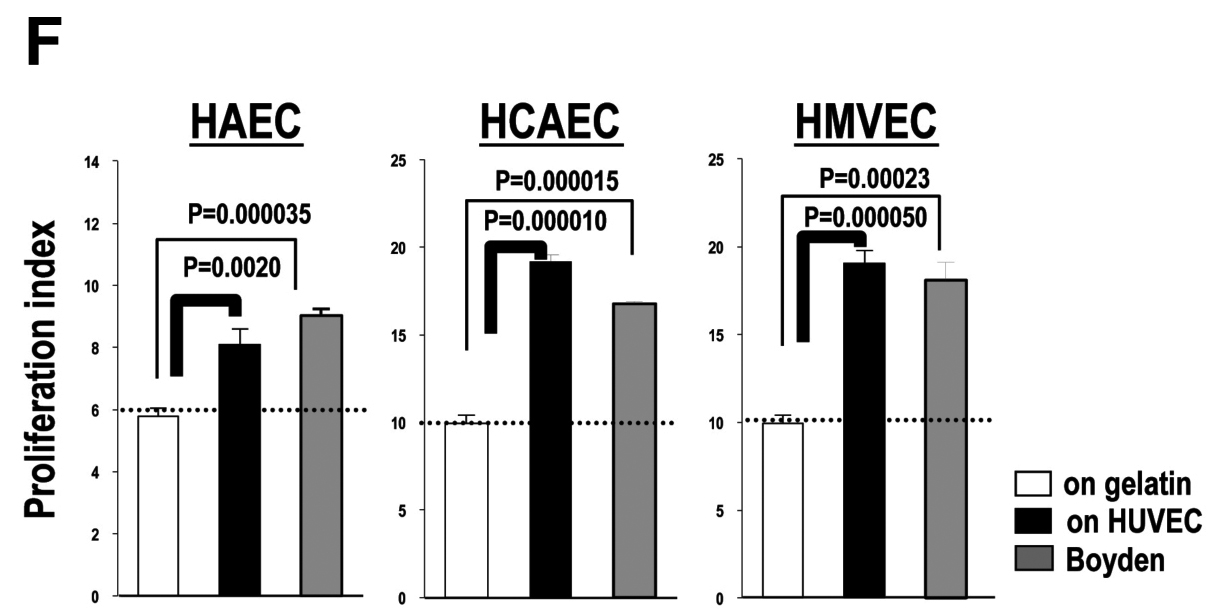 F
HAEC
HCAEC
HMVEC
Proliferation index
14
12
10
8
6
4
2
0
P=0.000035
P=0.0020
25
20
15
10
5
0
P=0.000015
P=0.000010
25
20
15
10
5
0
P=0.00023
P=0.000050
on gelatin
on HUVEC
Boyden